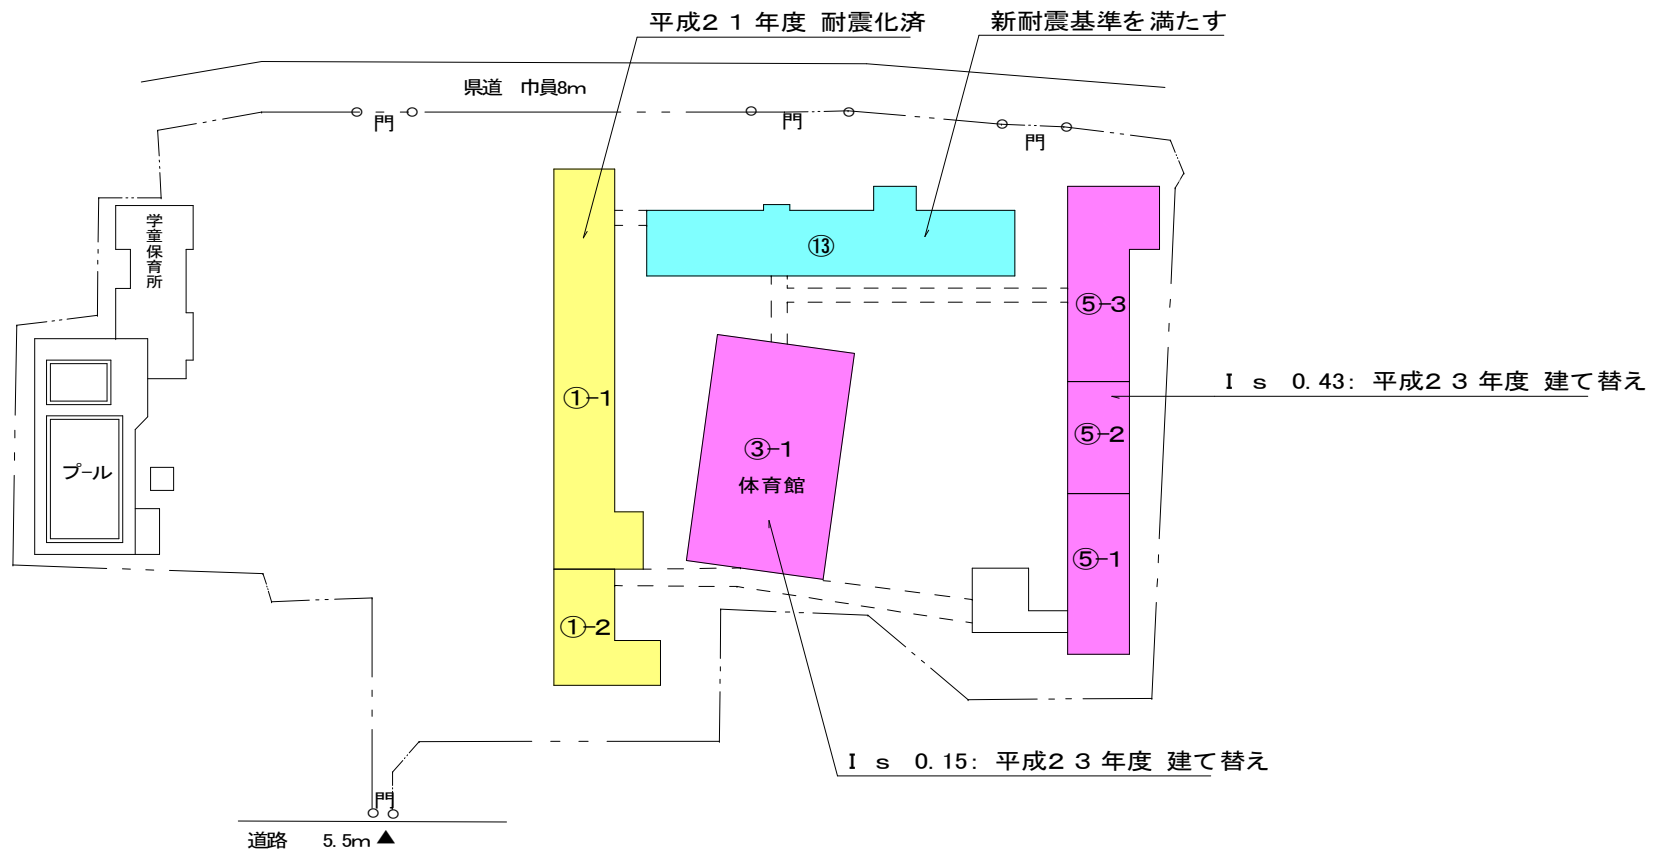 平成21年度 耐震化済
新耐震基準を満たす
県道 巾員8m
門
門
門
学童保育所
⑬
⑤-3
Ｉｓ 0.43: 平成23年度 建て替え
①-1
⑤-2
③-1
体育館
プール
⑤-1
①-2
Ｉｓ 0.15: 平成23年度 建て替え
門
道路 5.5m▲